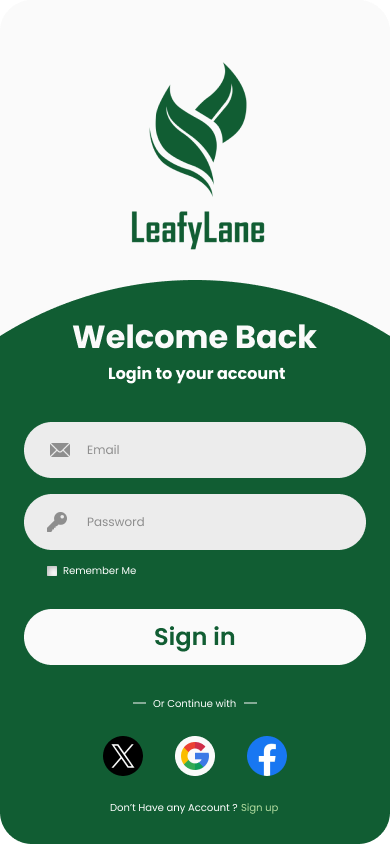 LeafyLane
Welcome Back
Login to your account
Email
Password
Remember Me
Sign in
Or Continue with
Don't Have any Account ? Sign up